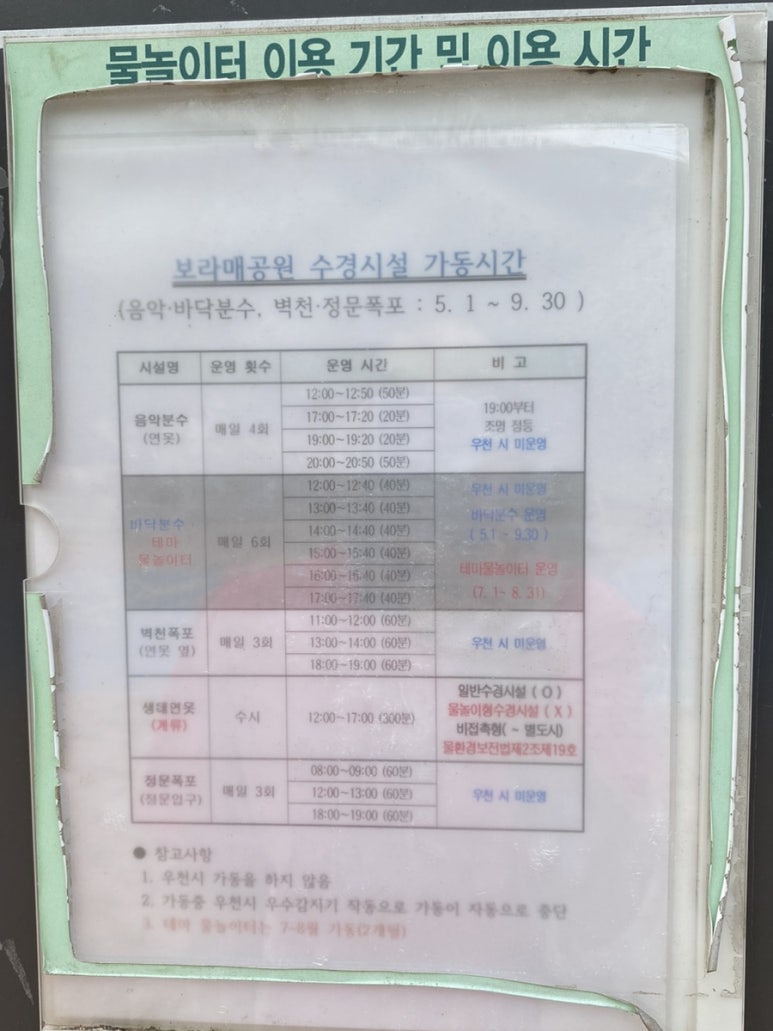 물놀이터 이용 기간 및 이용 시간
보라매공원 수경시설 가동시간
(음악·바닥분수, 벽천·정문폭포 : 5. 1 ~ 9. 30 )
시설명 운영 횟수 운영 시간 비 고
음악분수
(연못)
매일 4회
12:00~12:50 (50분)
17:00~17:20 (20분)
19:00~19:20 (20분)
20:00~20:50 (50분)
19:00부터
조명 점등
우천 시 미운영
바닥분수
테마
물놀이터
매일 6회
12:00~12:40 (40분)
13:00~13:40 (40분)
14:00~14:40 (40분)
15:00~15:40 (40분)
16:00~16:40 (40분)
17:00~17:40 (40분)
우천 시 미운영
바닥분수 운영
( 5.1 ~ 9.30 )
테마물놀이터 운영
(7. 1~ 8. 31)
벽천폭포
(연못 옆)
매일 3회
11:00~12:00 (60분)
13:00~14:00 (60분)
18:00~19:00 (60분)
우천 시 미운영
생태연못
(계류)
수시
12:00~17:00 (300분)
일반수경시설 ( O )
물놀이형수경시설 ( X )
비접촉형( ~ 별도시)
물환경보전법제2조제19호
정문폭포
(정문입구)
매일 3회
08:00~09:00 (60분)
12:00~13:00 (60분)
18:00~19:00 (60분)
우천 시 미운영
● 참고사항
1. 우천시 가동을 하지 않음
2. 가동중 우천시 우수감지기 작동으로 가동이 자동으로 중단
3. 테마 물놀이터는 7~8월 가동(2개월)